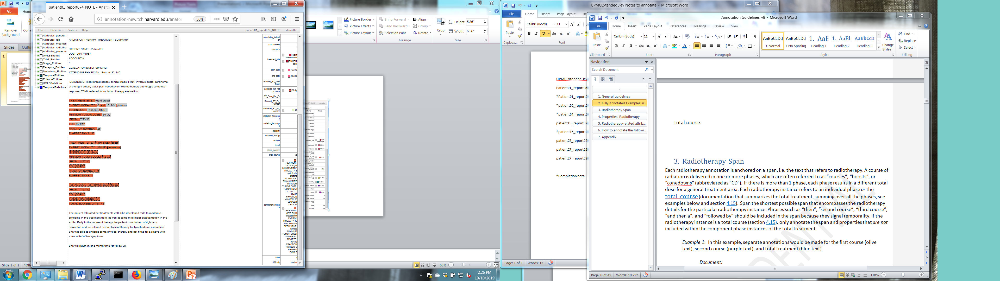 patient01_report074_NOTE - Anafo
annotation-new.tch.harvard.edu/anafo
50%
File
Schema
View
Help
patient01_report074_NOTE
danielle
Attributes_general
Attributes_lab
Attributes_medicati
Attributes_radiothe
Attributes_procedur
UMLSEntities
TNM_Entities
Stage_Entities
Receptor_Entities
Metastasis_Entities
TemporalEntities
EpisodeEntities
UMLSRelations
TemporalRelations
RADIATION THERAPY TREATMENT SUMMARY
PATIENT NAME: Patient01
DOB: 09/17/1957
ACCOUNT #:
/
EVALUATION DATE: 09/13/12
ATTENDING PHYSICIAN: Person132, MD
DIAGNOSIS: Right breast cancer, clinical stage T1N1, invasive ductal carcinoma
of the right breast, status post neoadjuvant chemotherapy, pathologic complete
response, T0N0, referred for radiation therapy evaluation.
TREATMENT SITE: Right breast
ENERGY MODALITY: 6 and 10 MV photons
TECHNIQUE: Tangents/IMRT
MINIMUM TUMOR DOSE: 50 Gy
FROM: 7/23/12
TO: 8/24/12
FRACTION NUMBER: 25
ELAPSED DAYS: 32
TREATMENT SITE: Right breast boost
ENERGY MODALITY: 15 MEV electrons
TECHNIQUE: En face
MINIMUM TUMOR DOSE: 12 Gy
FROM: 8/27/12
TO: 9/04/12
FRACTION NUMBER: 6
ELAPSED DAYS: 8
TOTAL DOSE TO TUMOR BED: 62 Gy
FROM: 7/23/12
TO: 9/04/12
TOTAL FRACTIONS: 31
TOTAL ELAPSED DAYS: 43
The patient tolerated her treatments well. She developed mild to moderate
erythema in the treatment field, as well as some mild moist desquamation in the
axilla. Early in the course of therapy the patient complained of right arm
discomfort and we referred her to physical therapy for lymphedema evaluation.
She was able to undergo some physical therapy and get fitted for a sleeve with
some relief of her symptoms.
She will return in one month time for follow-up.
uncertainty_indicat
or
DocTimeRel
historyOf
treatment_site
Right
breast boost
TUMOR
BED
start_date
7/23/12
end_date
9/04/12
Planned_RT_Total
_Dose
Delivered_RT_Tot
al_Dose
62 Gy
RT_Dose_Per_Fx
Planned_RT_Fx_
Number
Delivered_RT_Fx_
Number
31
radiation_frequenc
y
radiation_techniqu
e
modality
radiation_energy
isotope
boost
phase_number
total_course
ye
component_phase
s
TREATMENT
SITE: Right
breast ENERGY
MODALITY: 6
and 10 MV
photons
TECHNIQUE:
Tangents/IMRT
MINIMUM
TUMOR DOSE:
50 Gy FROM:
7/23/12 TO:
8/24/12
FRACTION
NUMBER: 25
ELAPSED
DAYS: 32
TREATMENT
SITE: Right
breast boost
ENERGY
MODALITY: 15
MEV electrons
TECHNIQUE:
En face
MINIMUM
TUMOR DOSE:
12 Gy FROM:
8/27/12 TO:
9/04/12
FRACTION
NUMBER: 6
ELAPSED
DAYS: 8
table
n
difficulty
mediur
File
Home
Remove
Background
Corre
Slides
Outlin
1
Slide 1 of 1
"Offi
Picture Border
Picture Effects
Picture Layout
Bring Forward
Send Backward
Selection Pane
Align
Group
Rotate
Arrange
Crop
Height: 5.86"
Width: 6.56"
Size
60%
2:26 PM
10/10/2019
UPMCExtendedDev Notes to annotate - Microsoft Word
File
Home
Insert
Page Layout
Paste
Calibri (Body)
11
Clipboa...
Font
UPMCExtendedDev
Patient01_report05
*Patient01_report0
*patient02_report0
*patient04_report0
patient15_report02
*patient15_report0
patient27_report02
patient27_report02
patient27_report02
*Completion note
Page: 1 of 1
Words: 15
Annotation Guidelines_v8 - Microsoft Word
File
Home
Insert
Page Layout
References
Mailings
Review
View
Paste
Clipboard
Calibri (Body)
11
Font
Paragraph
AaBbCcDd
AaBbCcDd
1. AaE
1. AaBb
AaBbCcD
¶ Normal
¶ No Spacing
Heading 1
Heading 2
Heading 3
Change
Styles
Styles
Find
Replace
Select
Editing
Navigation
Search Document
1. General guidelines
2. Fully Annotated Examples in...
3. Radiotherapy Span
4. Properties: Radiotherapy
5. Radiotherapy-related attrib...
6. How to annotate the followi...
7. Appendix
Total course:
3. Radiotherapy Span
Each radiotherapy annotation is anchored on a span, i.e. the text that refers to radiotherapy. A course of
radiation is delivered in one or more phases, which are often referred to as “courses”, “boosts”, or
“conedowns” (abbreviated as “CD”). If there is more than 1 phase, each phase results in a different total
dose for a general treatment area. Each radiotherapy instance refers to an individual phase or the
total course (documentation that summarizes the total treatment, summing over all the phases, see
examples below and section 4.15). Span the shortest possible span that encompasses the radiotherapy
details for the particular radiotherapy instance. Phrases such as “then”, “second course”, “third course”,
“and then a”, and “followed by” should be included in the span because they signal temporality. If the
radiotherapy instance is a total course (section 4.15), only annotate the span and properties that are not
included within the component phase instances of the total treatment.
Example 1: In this example, separate annotations would be made for the first course (olive
text), second course (purple text), and total treatment (blue text).
Document:
Page: 8 of 43
Words: 10,222
110%